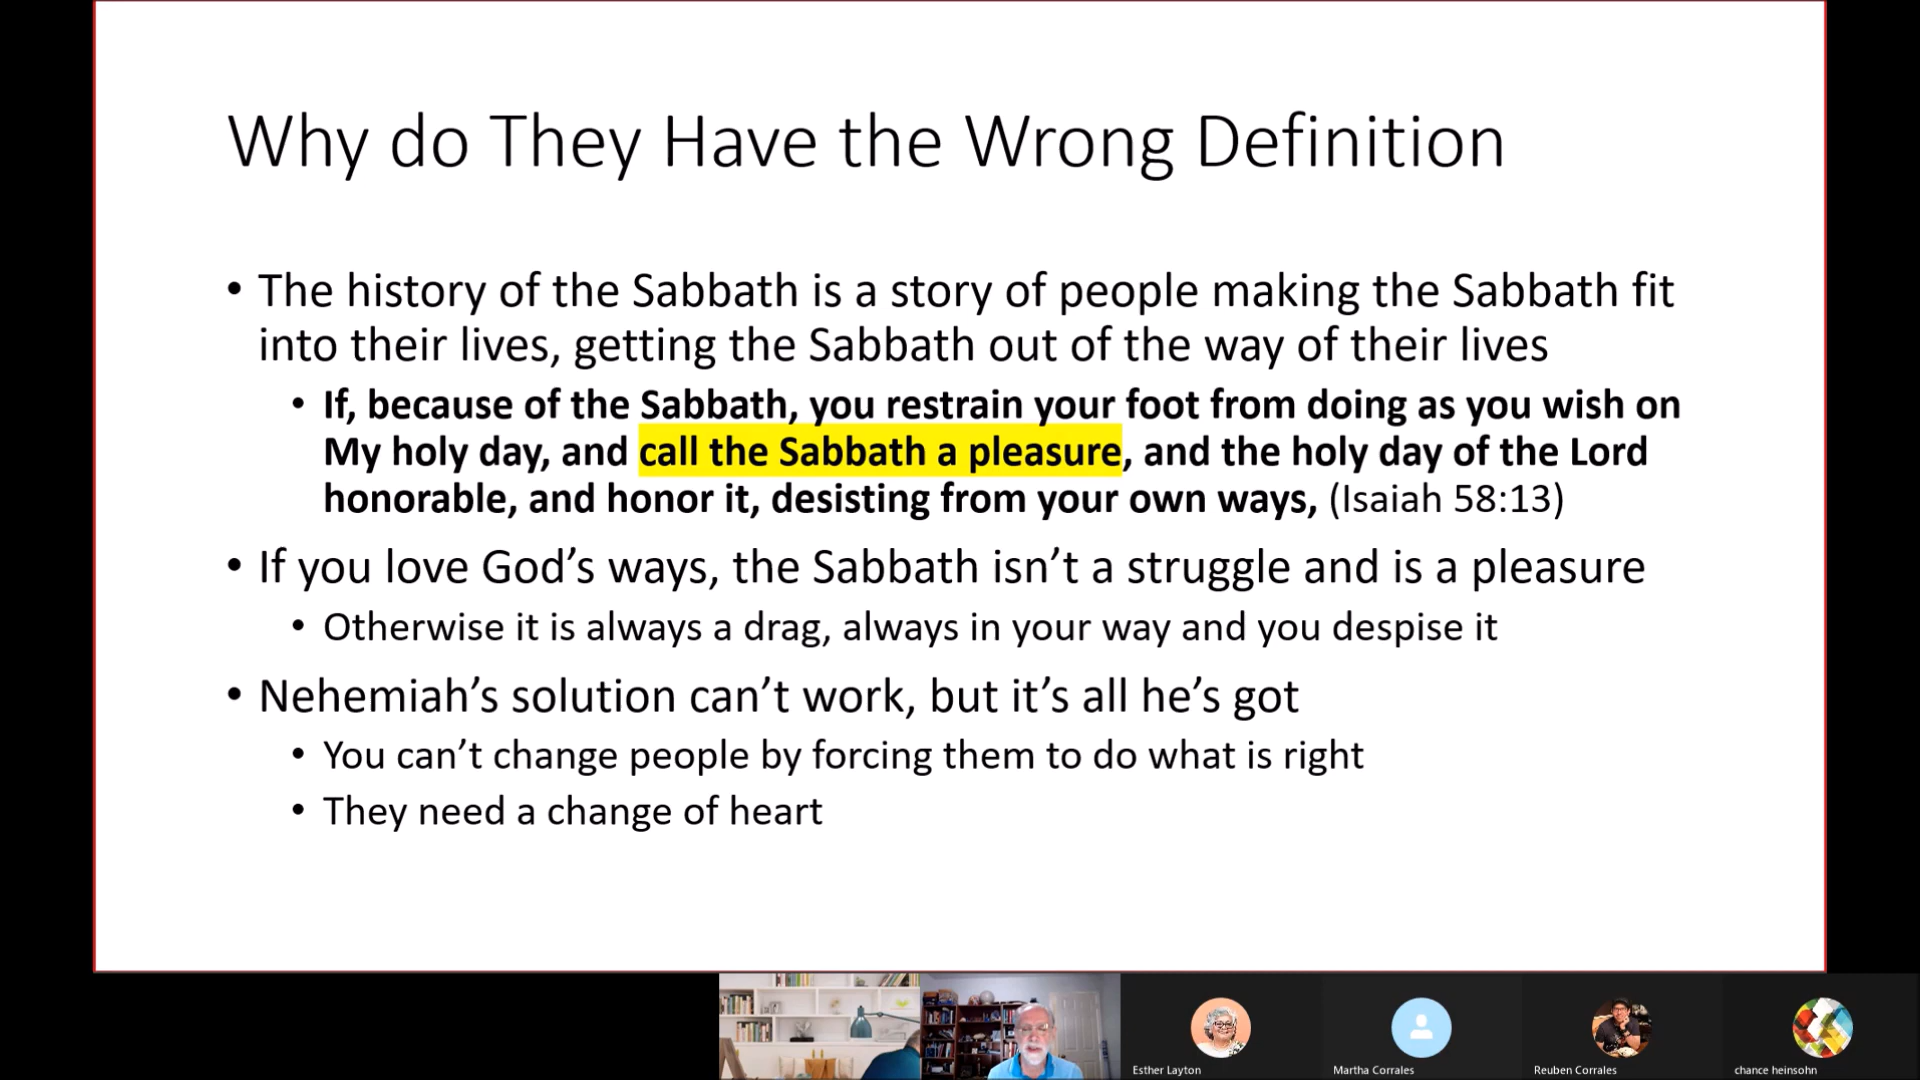 Why do They Have the Wrong Definition
• The history of the Sabbath is a story of people making the Sabbath fit
into their lives, getting the Sabbath out of the way of their lives
• If, because of the Sabbath, you restrain your foot from doing as you wish on
My holy day, and call the Sabbath a pleasure, and the holy day of the Lord
honorable, and honor it, desisting from your own ways, (Isaiah 58:13)
• If you love God’s ways, the Sabbath isn’t a struggle and is a pleasure
• Otherwise it is always a drag, always in your way and you despise it
• Nehemiah’s solution can’t work, but it’s all he’s got
• You can’t change people by forcing them to do what is right
• They need a change of heart
Esther Layton
Martha Corrales
Reuben Corrales
chance heinsohn